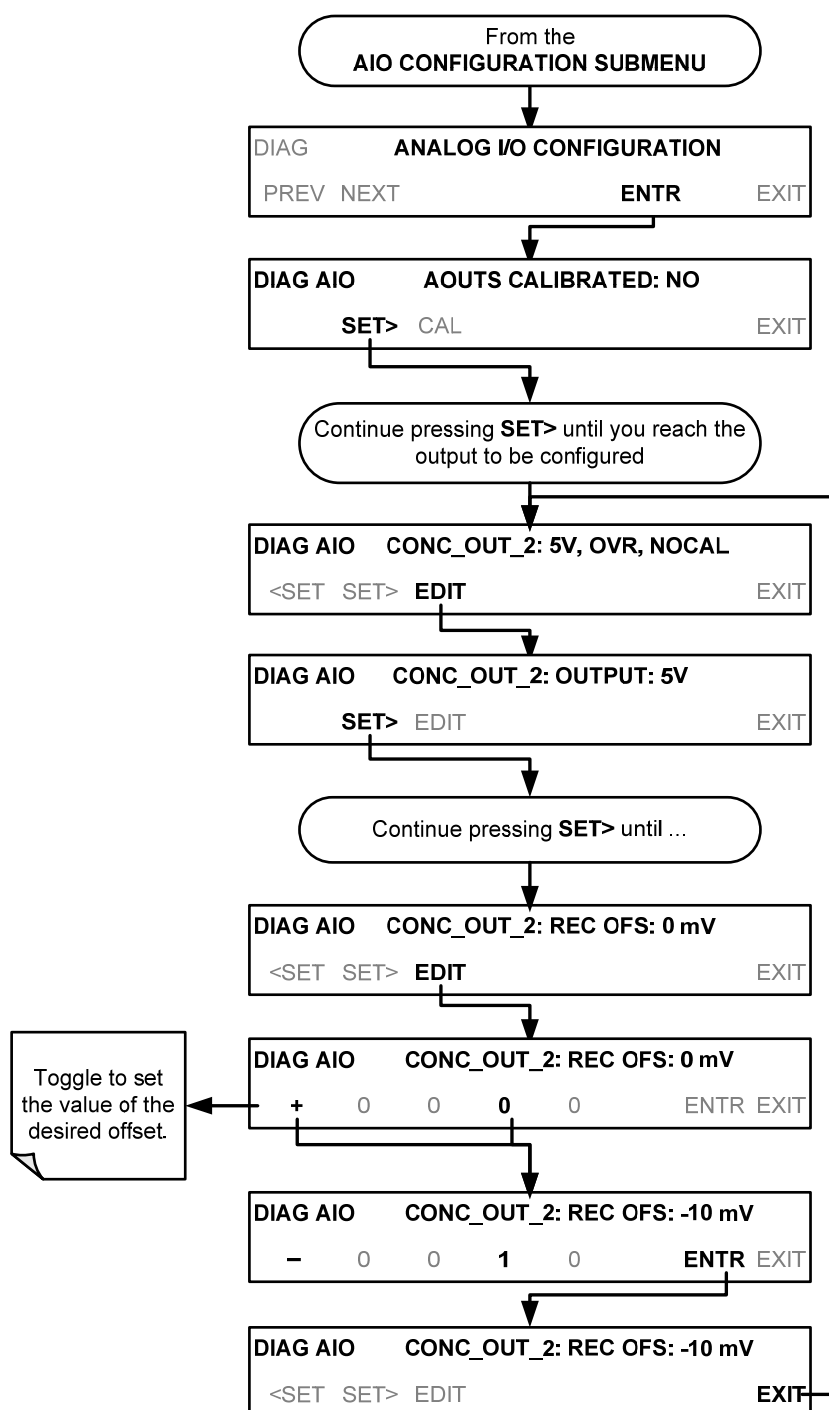 From the
AIO CONFIGURATION SUBMENU
DIAG ANALOG I/O CONFIGURATION
PREV NEXT ENTR EXIT
DIAG AIO AOUTS CALIBRATED: NO
SET> CAL EXIT
Continue pressing SET> until you reach the
output to be configured
DIAG AIO CONC_OUT_2: 5V, OVR, NOCAL
<SET SET> EDIT EXIT
DIAG AIO CONC_OUT_2: OUTPUT: 5V
SET> EDIT EXIT
Continue pressing SET> until ...
DIAG AIO CONC_OUT_2: REC OFS: 0 mV
<SET SET> EDIT EXIT
DIAG AIO CONC_OUT_2: REC OFS: 0 mV
+ 0 0 0 0 ENTR EXIT
Toggle to set
the value of the
desired offset.
DIAG AIO CONC_OUT_2: REC OFS: -10 mV
– 0 0 1 0 ENTR EXIT
DIAG AIO CONC_OUT_2: REC OFS: -10 mV
<SET SET> EDIT EXIT